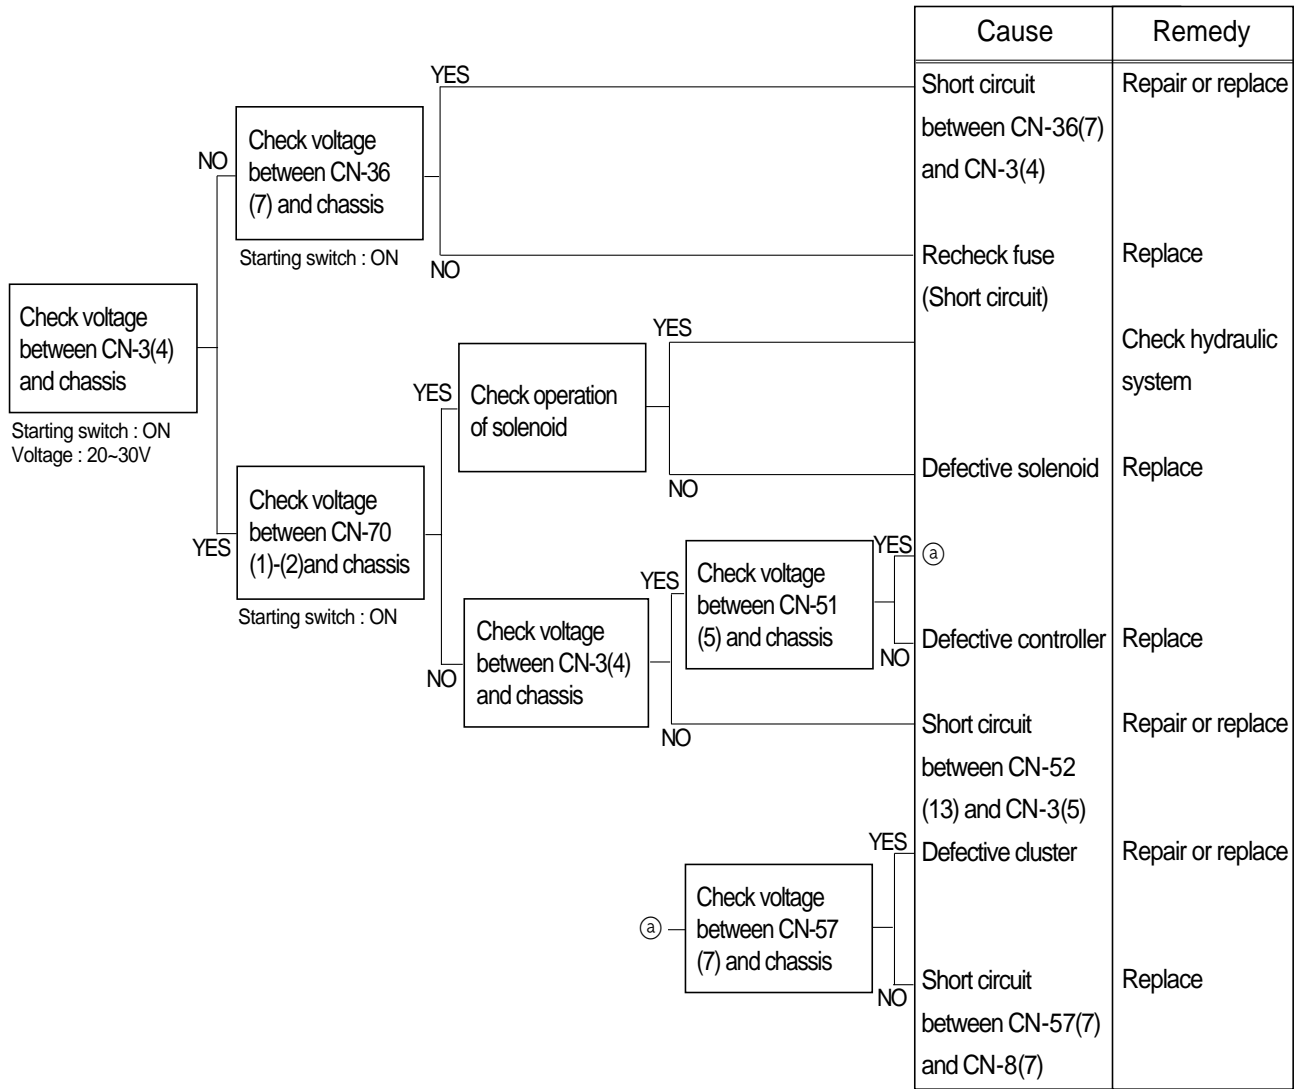 Cause
Remedy
YES
Short circuit
between CN-36(7)
and CN-3(4)
Repair or replace
NO
Check voltage
between CN-36
(7) and chassis
Starting switch : ON
NO
Recheck fuse
(Short circuit)
Replace
Check voltage
between CN-3(4)
and chassis
Starting switch : ON
Voltage : 20~30V
YES
Check hydraulic
system
YES
Check operation
of solenoid
NO
Defective solenoid
Replace
YES
Check voltage
between CN-70
(1)-(2)and chassis
Starting switch : ON
YES
ⓐ
YES
Check voltage
between CN-51
(5) and chassis
NO
Defective controller
Replace
NO
Check voltage
between CN-3(4)
and chassis
NO
Short circuit
between CN-52
(13) and CN-3(5)
Repair or replace
YES
Defective cluster
Repair or replace
ⓐ
Check voltage
between CN-57
(7) and chassis
NO
Short circuit
between CN-57(7)
and CN-8(7)
Replace